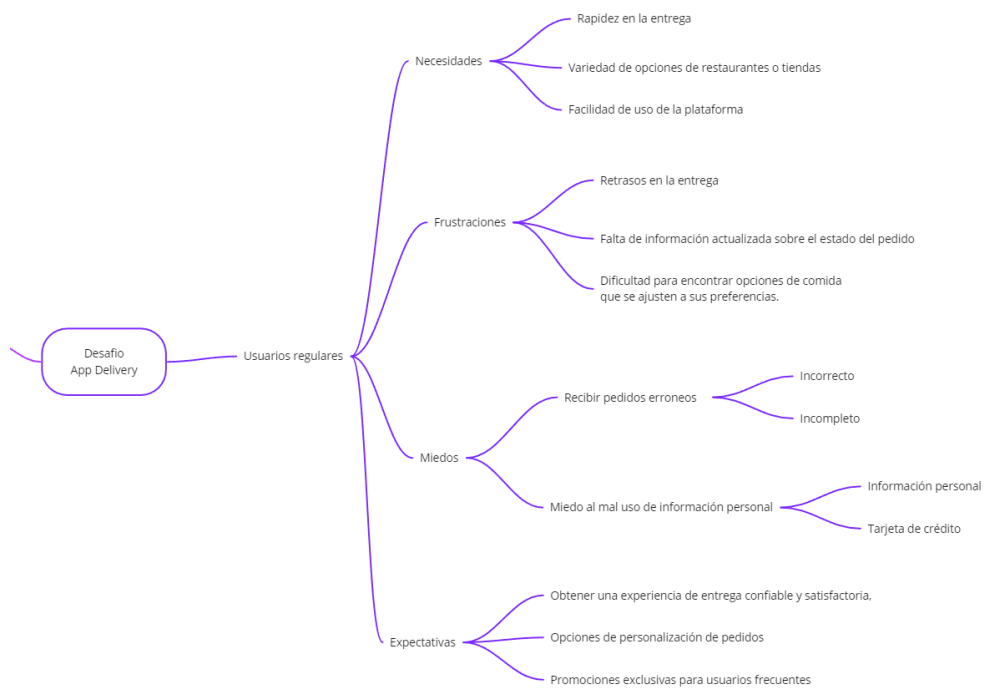 Desafio
App Delivery
Usuarios regulares
Necesidades
Rapidez en la entrega
Variedad de opciones de restaurantes o tiendas
Facilidad de uso de la plataforma
Frustraciones
Retrasos en la entrega
Falta de información actualizada sobre el estado del pedido
Dificultad para encontrar opciones de comida
que se ajusten a sus preferencias.
Miedos
Recibir pedidos erroneos
Incorrecto
Incompleto
Miedo al mal uso de información personal
Información personal
Tarjeta de crédito
Expectativas
Obtener una experiencia de entrega confiable y satisfactoria,
Opciones de personalización de pedidos
Promociones exclusivas para usuarios frecuentes